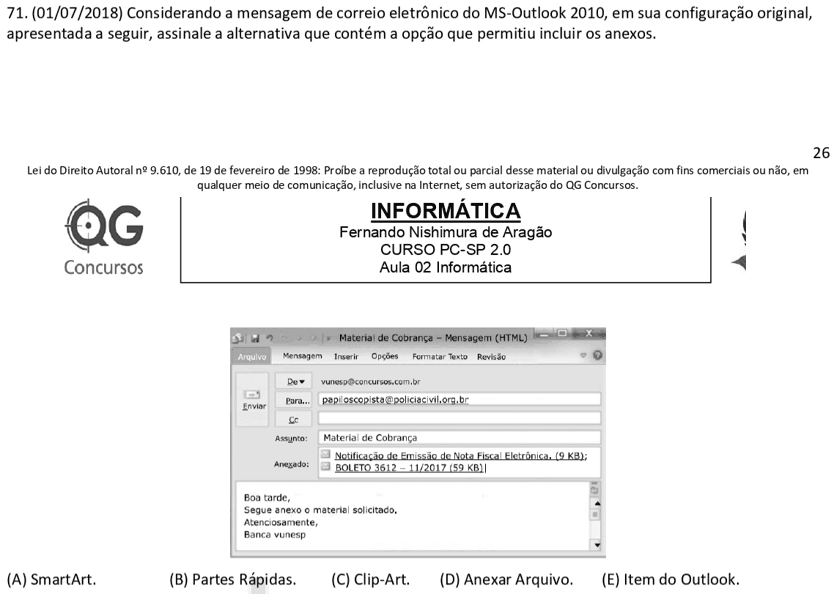 71. (01/07/2018) Considerando a mensagem de correio eletrônico do MS-Outlook 2010, em sua configuração original,
apresentada a seguir, assinale a alternativa que contém a opção que permitiu incluir os anexos.
26
Lei do Direito Autoral nº 9.610, de 19 de fevereiro de 1998: Proíbe a reprodução total ou parcial desse material ou divulgação com fins comerciais ou não, em
qualquer meio de comunicação, inclusive na Internet, sem autorização do QG Concursos.
QG
Concursos
INFORMÁTICA
Fernando Nishimura de Aragão
CURSO PC-SP 2.0
Aula 02 Informática
Material de Cobrança – Mensagem (HTML)
Arquivo Mensagem Inserir Opções Formatar Texto Revisão
De vunesp@concursos.com.br
Enviar
Para... papiloscopista@policiacivil.org.br
Cc
Assunto: Material de Cobrança
Anexado: Notificação de Emissão de Nota Fiscal Eletrônica. (9 KB);
BOLETO 3612 – 11/2017 (59 KB)
Boa tarde,
Segue anexo o material solicitado.
Atenciosamente,
Banca vunesp
(A) SmartArt. (B) Partes Rápidas. (C) Clip-Art. (D) Anexar Arquivo. (E) Item do Outlook.